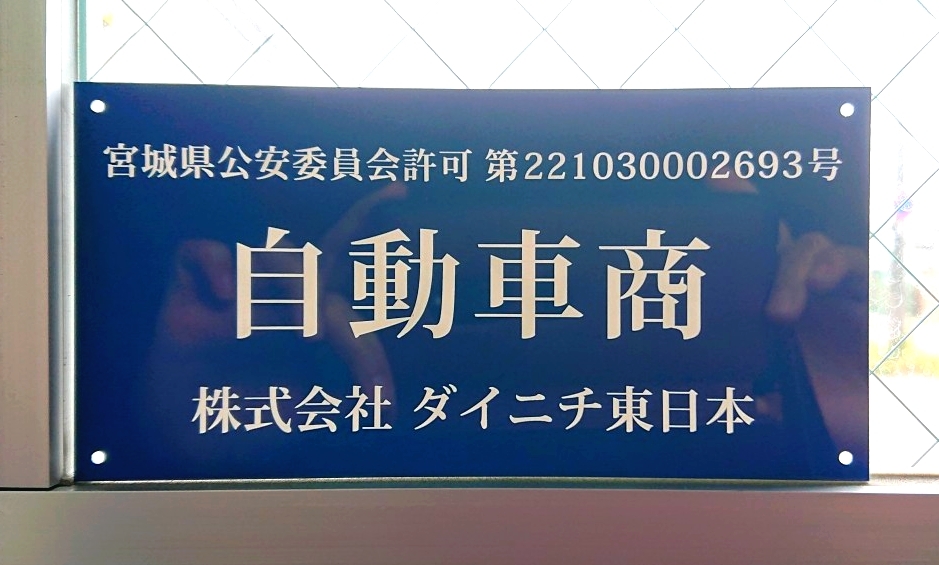 宮城県公安委員会許可 第221030002693号
自動車商
株式会社 ダイニチ東日本